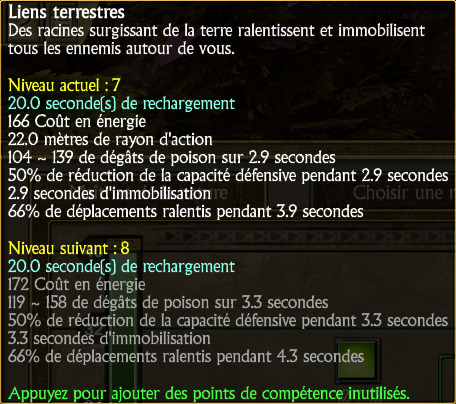 Liens terrestres
Des racines surgissant de la terre ralentissent et immobilisent
tous les ennemis autour de vous.
Niveau actuel : 7
20.0 seconde(s) de rechargement
166 Coût en énergie
22.0 mètres de rayon d'action
104 ~ 139 de dégâts de poison sur 2.9 secondes
50% de réduction de la capacité défensive pendant 2.9 secondes
2.9 secondes d'immobilisation
66% de déplacements ralentis pendant 3.9 secondes
Niveau suivant : 8
20.0 seconde(s) de rechargement
172 Coût en énergie
119 ~ 158 de dégâts de poison sur 3.3 secondes
50% de réduction de la capacité défensive pendant 3.3 secondes
3.3 secondes d'immobilisation
66% de déplacements ralentis pendant 4.3 secondes
Appuyez pour ajouter des points de compétence inutilisés.
Choisir une
32